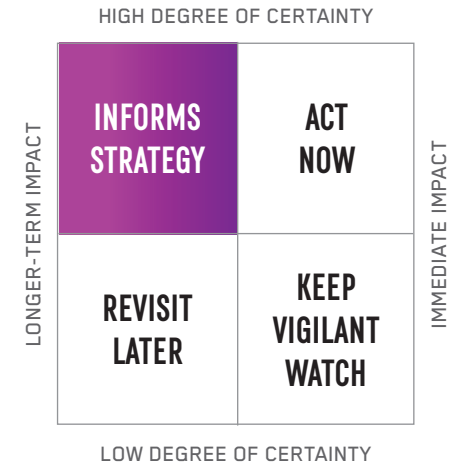 HIGH DEGREE OF CERTAINTY
LONGER-TERM IMPACT
INFORMS
STRATEGY
ACT
NOW
IMMEDIATE IMPACT
REVISIT
LATER
KEEP
VIGILANT
WATCH
LOW DEGREE OF CERTAINTY